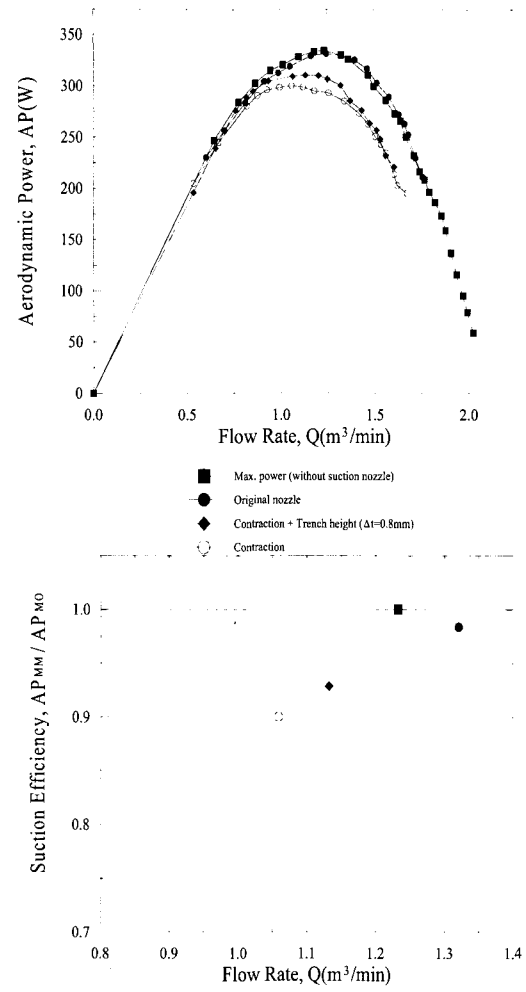 350
300
250
200
150
100
50
0
Aerodynamic Power, AP(W)
0.0 0.5 1.0 1.5 2.0
Flow Rate, Q(m³/min)
Max. power (without suction nozzle)
Original nozzle
Contraction + Trench height (Δt=0.8mm)
Contraction
1.0
0.9
0.8
0.7
Suction Efficiency, APMM / APMO
0.8 0.9 1.0 1.1 1.2 1.3 1.4
Flow Rate, Q(m³/min)